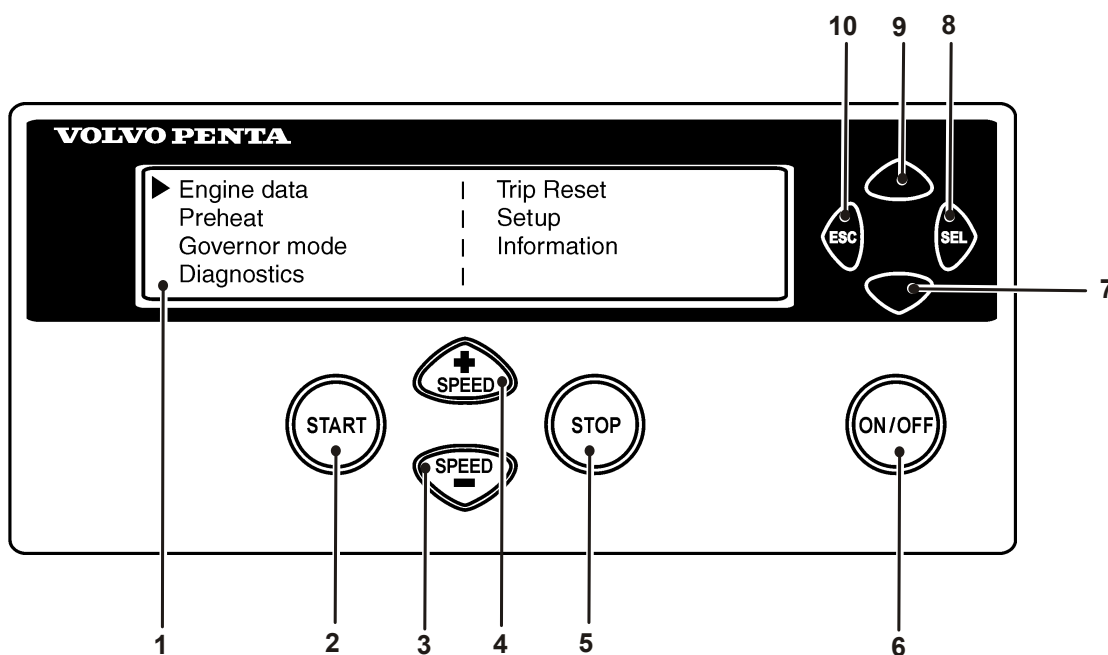 10 9 8
VOLVO PENTA
Engine data | Trip Reset
Preheat | Setup
Governor mode | Information
Diagnostics |
ESC
SEL
7
+
SPEED
START
STOP
ON/OFF
SPEED
-
1 2 3 4 5 6